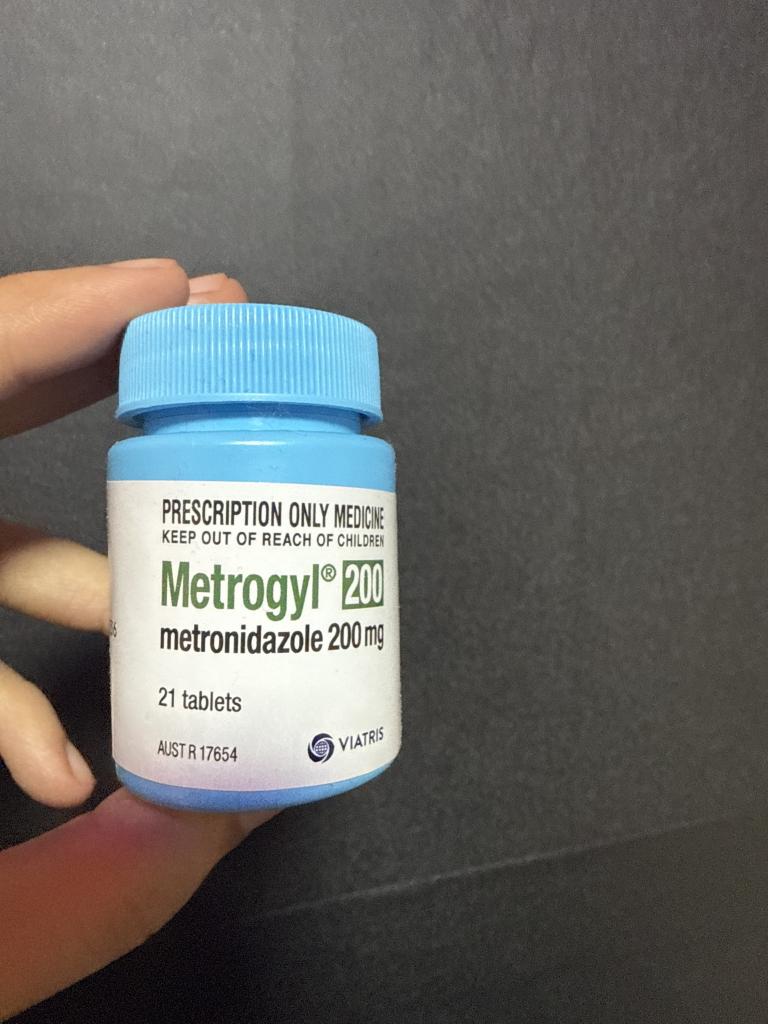 PRESCRIPTION ONLY MEDICINE
KEEP OUT OF REACH OF CHILDREN
Metrogyl® 200
metronidazole 200 mg
21 tablets
AUST R 17654
VIATRIS